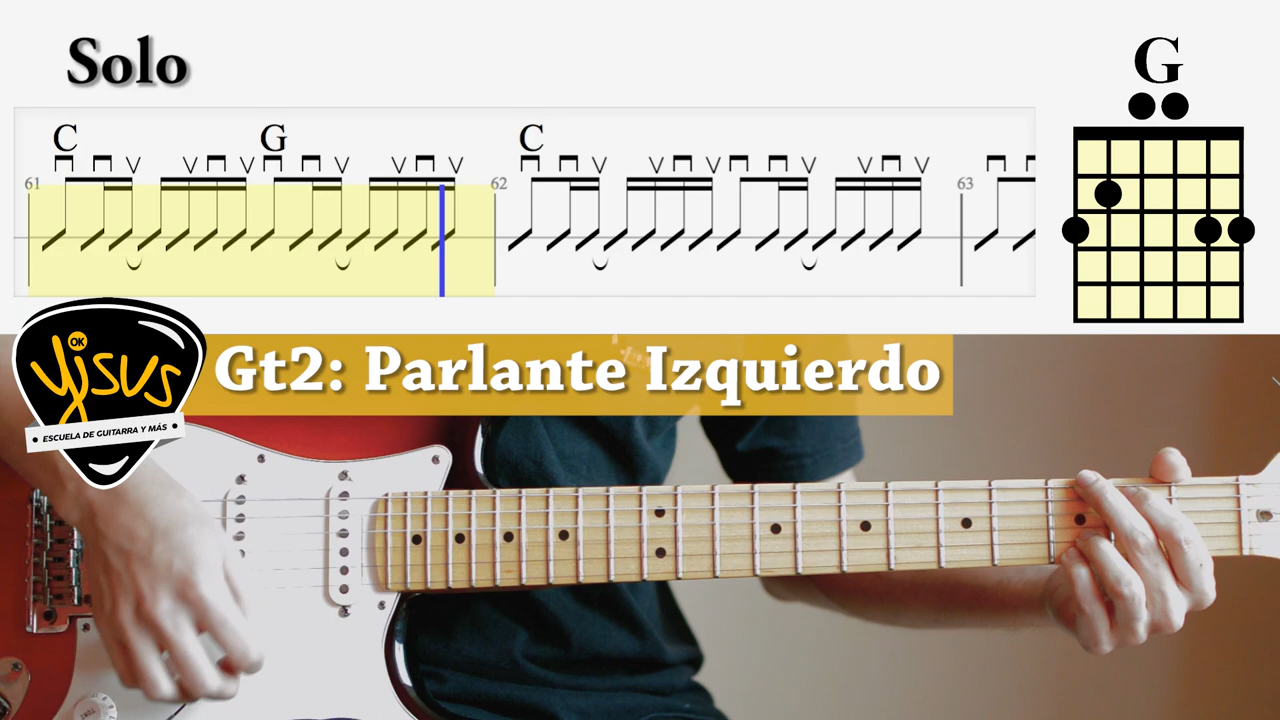 Solo
G
C G C
61 62 63
OK
Yjsus
ESCUELA DE GUITARRA Y MÁS
Gt2: Parlante Izquierdo